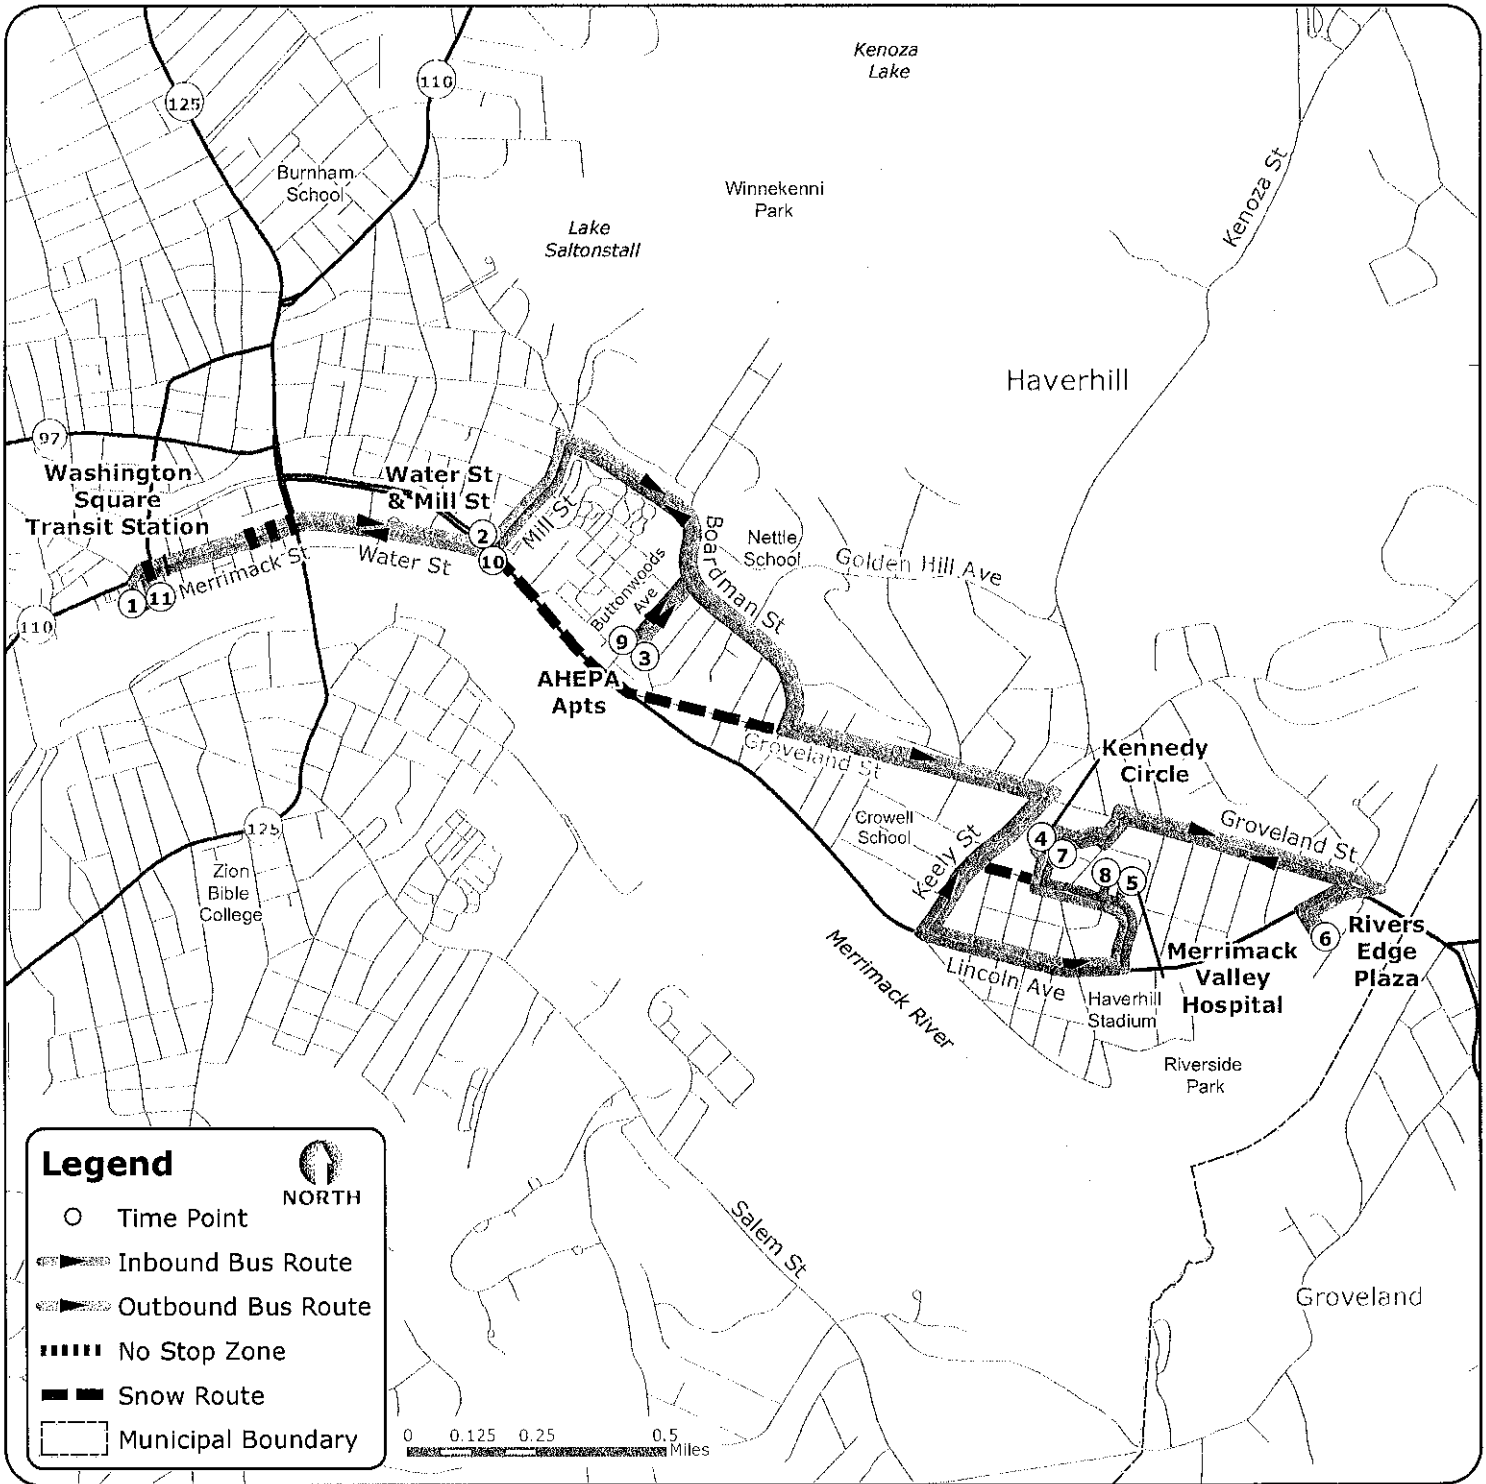 Kenoza
Lake
110
125
Burnham
School
Winnekenni
Park
Kenoza St
Lake
Saltonstall
Haverhill
97
Washington
Square
Transit Station
Water St
& Mill St
2
10
Mill St
Boardman St
Nettle
School
Golden Hill Ave
Water St
Merrimack St
1
11
110
Buttonwoods
Ave
9
3
AHEPA
Apts
Groveland St
Kennedy
Circle
Crowell
School
Keely St
4
7
8
5
Groveland St
6
Rivers
Edge
Plaza
125
Zion
Bible
College
Merrimack River
Lincoln Ave
Haverhill
Stadium
Merrimack
Valley
Hospital
Riverside
Park
Salem St
Groveland
Legend
NORTH
Time Point
Inbound Bus Route
Outbound Bus Route
No Stop Zone
Snow Route
Municipal Boundary
0 0.125 0.25 0.5
Miles